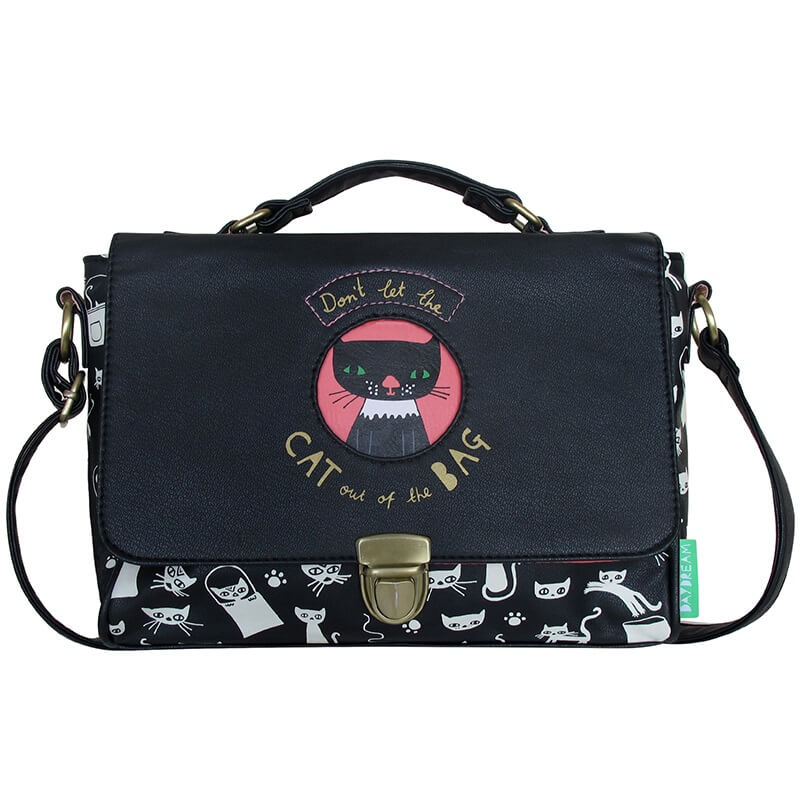 Don't let the
CAT out of the BAG
DAYDREAM